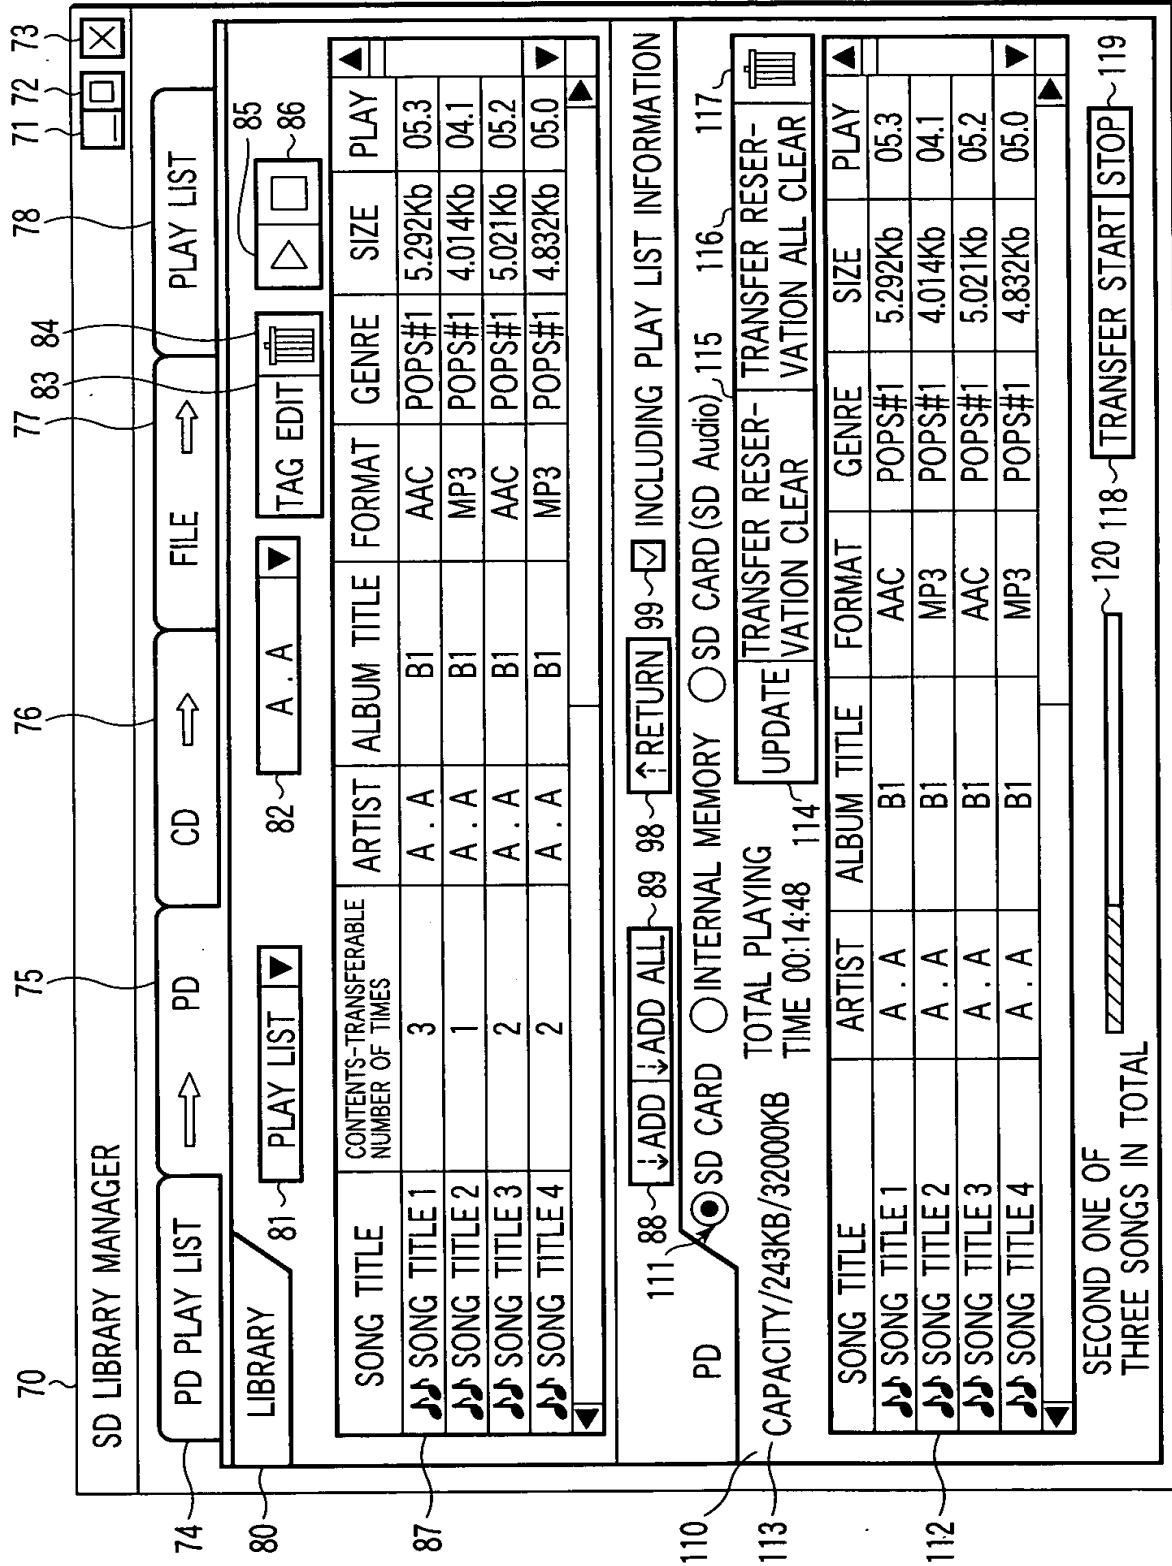 70
71 72 73
SD LIBRARY MANAGER
74 75 76 77 78
PD PLAY LIST
⇨ PD
CD ⇨
FILE ⇨
PLAY LIST
80
LIBRARY
81 PLAY LIST ▼
82 A . A ▼
83 84 85 86
TAG EDIT
87
SONG TITLE CONTENTS-TRANSFERABLE NUMBER OF TIMES ARTIST ALBUM TITLE FORMAT GENRE SIZE PLAY
SONG TITLE 1 3 A . A B1 AAC POPS#1 5.292Kb 05.3
SONG TITLE 2 1 A . A B1 MP3 POPS#1 4.014Kb 04.1
SONG TITLE 3 2 A . A B1 AAC POPS#1 5.021Kb 05.2
SONG TITLE 4 2 A . A B1 MP3 POPS#1 4.832Kb 05.0
88 ↓ADD ↓ADD ALL 89 98 ↑RETURN 99 ☑ INCLUDING PLAY LIST INFORMATION
110 111
PD SD CARD INTERNAL MEMORY SD CARD (SD Audio)
113 CAPACITY/243KB/32000KB
TOTAL PLAYING
TIME 00:14:48
114 115 116 117
UPDATE
TRANSFER RESER-
VATION CLEAR
TRANSFER RESER-
VATION ALL CLEAR
112
SONG TITLE ARTIST ALBUM TITLE FORMAT GENRE SIZE PLAY
SONG TITLE 1 A . A B1 AAC POPS#1 5.292Kb 05.3
SONG TITLE 2 A . A B1 MP3 POPS#1 4.014Kb 04.1
SONG TITLE 3 A . A B1 AAC POPS#1 5.021Kb 05.2
SONG TITLE 4 A . A B1 MP3 POPS#1 4.832Kb 05.0
SECOND ONE OF
THREE SONGS IN TOTAL
120 118 TRANSFER START STOP 119